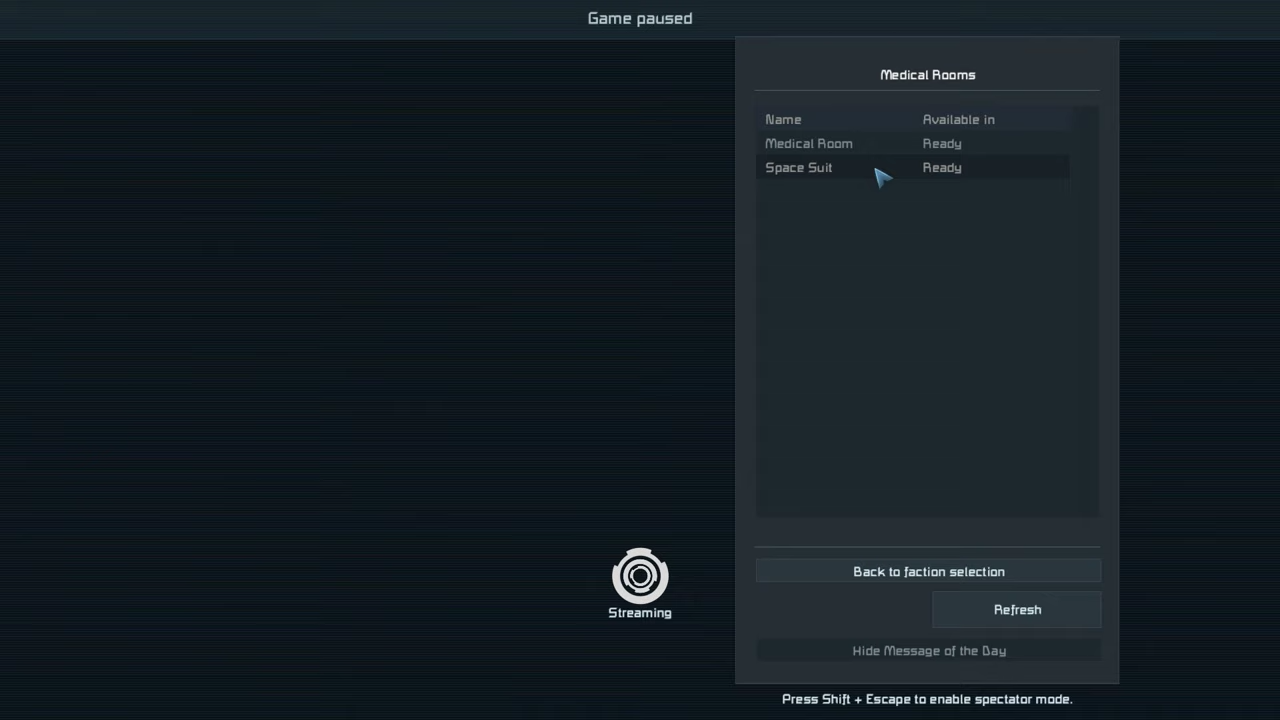 Game paused
Medical Rooms
Name Available in
Medical Room Ready
Space Suit Ready
Streaming
Back to faction selection
Refresh
Hide Message of the Day
Press Shift + Escape to enable spectator mode.